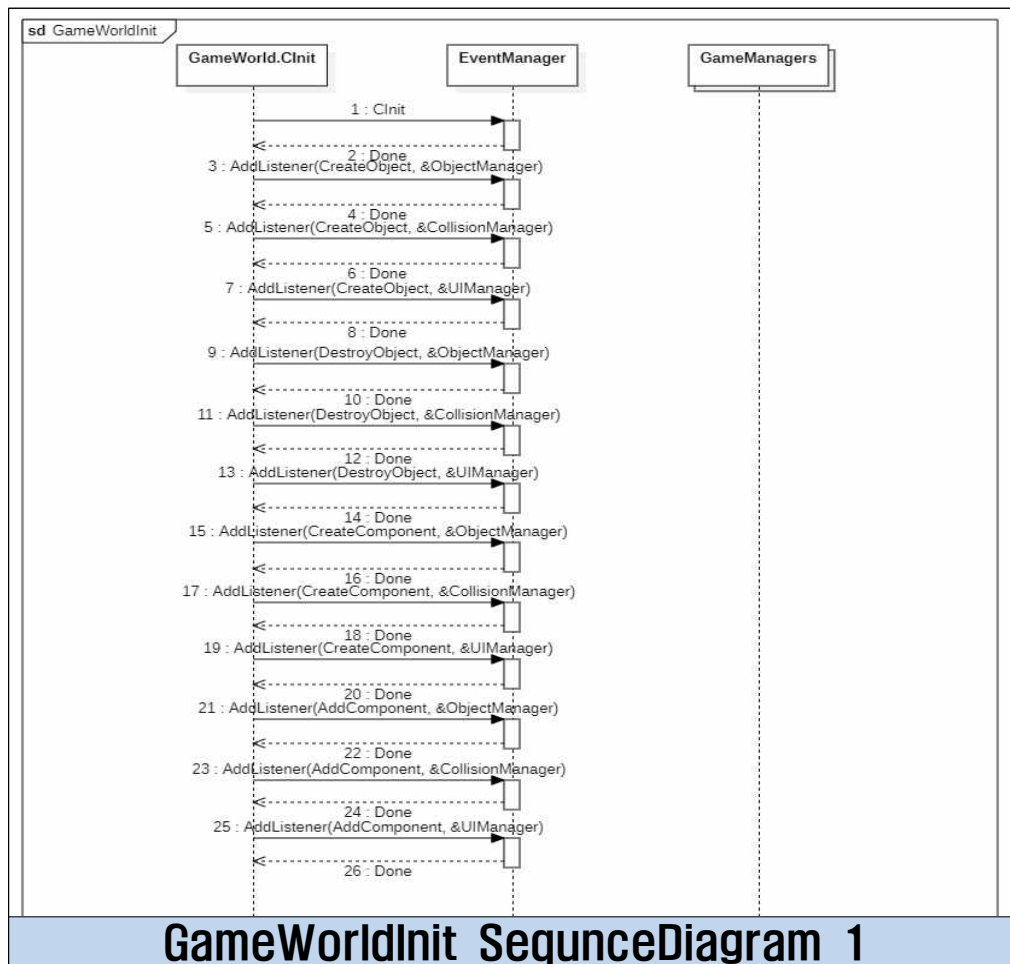 sd GameWorldInit
GameWorld.CInit
EventManager
GameManagers
1 : CInit
2 : Done
3 : AddListener(CreateObject, &ObjectManager)
4 : Done
5 : AddListener(CreateObject, &CollisionManager)
6 : Done
7 : AddListener(CreateObject, &UIManager)
8 : Done
9 : AddListener(DestroyObject, &ObjectManager)
10 : Done
11 : AddListener(DestroyObject, &CollisionManager)
12 : Done
13 : AddListener(DestroyObject, &UIManager)
14 : Done
15 : AddListener(CreateComponent, &ObjectManager)
16 : Done
17 : AddListener(CreateComponent, &CollisionManager)
18 : Done
19 : AddListener(CreateComponent, &UIManager)
20 : Done
21 : AddListener(AddComponent, &ObjectManager)
22 : Done
23 : AddListener(AddComponent, &CollisionManager)
24 : Done
25 : AddListener(AddComponent, &UIManager)
26 : Done
GameWorldInit SequnceDiagram 1